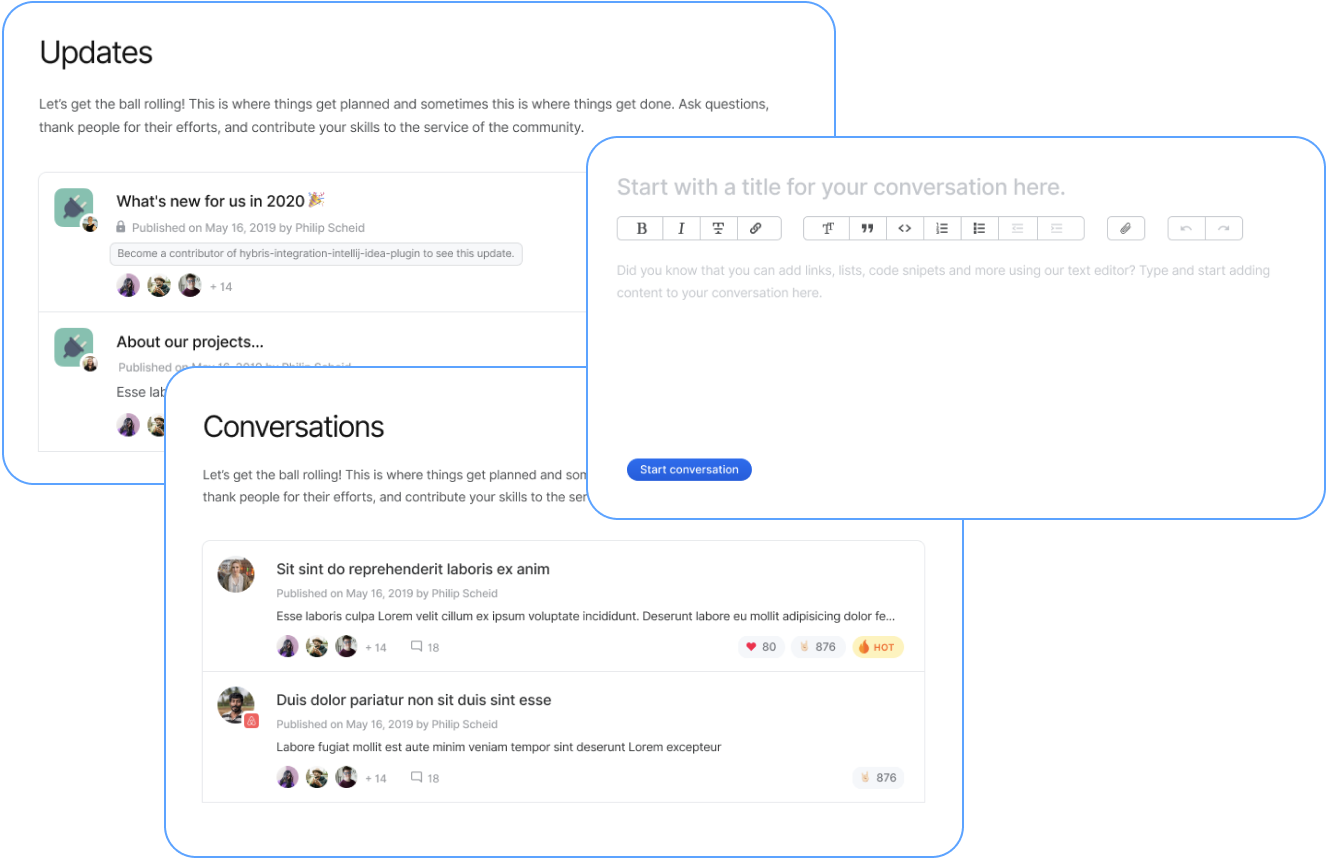 Updates
Let's get the ball rolling! This is where things get planned and sometimes this is where things get done. Ask questions,
thank people for their efforts, and contribute your skills to the service of the community.
What's new for us in 2020 🎉
Published on May 16, 2019 by Philip Scheid
Become a contributor of hybris-integration-intellij-idea-plugin to see this update.
+ 14
About our projects...
Published on May 16, 2019 by Philip Scheid
Esse lab
Start with a title for your conversation here.
B I T
Did you know that you can add links, lists, code snipets and more using our text editor? Type and start adding
content to your conversation here.
Start conversation
Conversations
Let's get the ball rolling! This is where things get planned and som
thank people for their efforts, and contribute your skills to the ser
Sit sint do reprehenderit laboris ex anim
Published on May 16, 2019 by Philip Scheid
Esse laboris culpa Lorem velit cillum ex ipsum voluptate incididunt. Deserunt labore eu mollit adipisicing dolor fe...
+ 14 18 80 876 HOT
Duis dolor pariatur non sit duis sint esse
Published on May 16, 2019 by Philip Scheid
Labore fugiat mollit est aute minim veniam tempor sint deserunt Lorem excepteur
+ 14 18 876